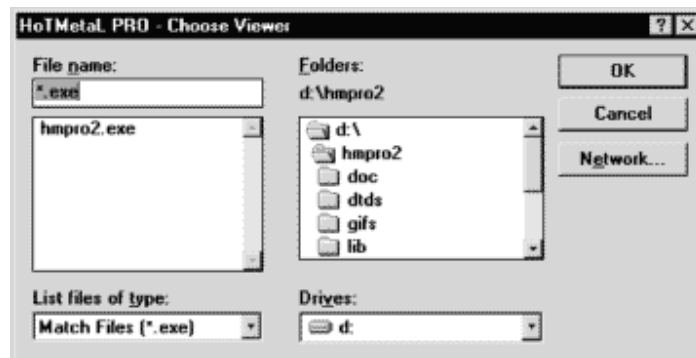 HoTMetaL PRO - Choose Viewer
File name:
*.exe
hmpro2.exe
List files of type:
Match Files (*.exe)
Folders:
d:\hmpro2
d:\
hmpro2
doc
dtds
gifs
lib
Drives:
d:
OK
Cancel
Network...